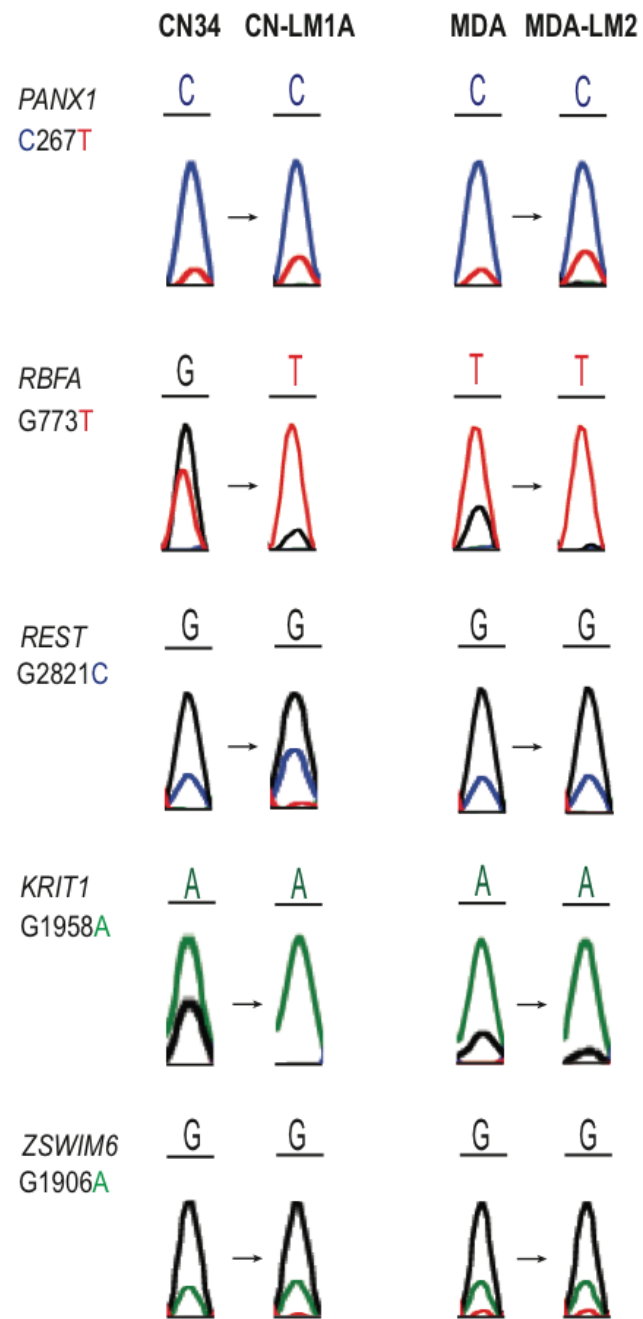 CN34 CN-LM1A MDA MDA-LM2
PANX1 C C C C
C267T
RBFA G T T T
G773T
REST G G G G
G2821C
KRIT1 A A A A
G1958A
ZSWIM6 G G G G
G1906A